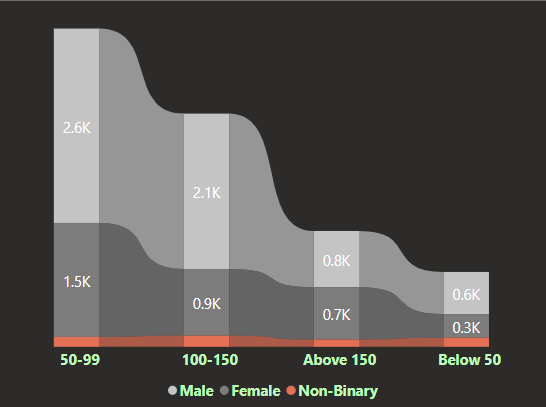 2.6K
2.1K
1.5K
0.9K
0.8K
0.7K
0.6K
0.3K
50-99 100-150 Above 150 Below 50
Male Female Non-Binary